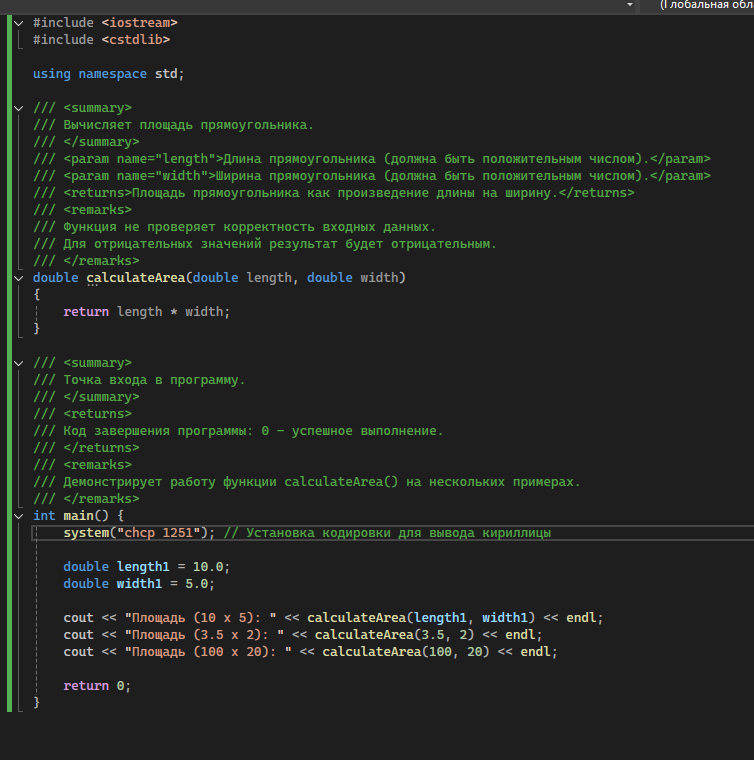 (Глобальная обл
#include <iostream>
#include <cstdlib>
using namespace std;
/// <summary>
/// Вычисляет площадь прямоугольника.
/// </summary>
/// <param name="length">Длина прямоугольника (должна быть положительным числом).</param>
/// <param name="width">Ширина прямоугольника (должна быть положительным числом).</param>
/// <returns>Площадь прямоугольника как произведение длины на ширину.</returns>
/// <remarks>
/// Функция не проверяет корректность входных данных.
/// Для отрицательных значений результат будет отрицательным.
/// </remarks>
double calculateArea(double length, double width)
{
return length * width;
}
/// <summary>
/// Точка входа в программу.
/// </summary>
/// <returns>
/// Код завершения программы: 0 - успешное выполнение.
/// </returns>
/// <remarks>
/// Демонстрирует работу функции calculateArea() на нескольких примерах.
/// </remarks>
int main() {
system("chcp 1251"); // Установка кодировки для вывода кириллицы
double length1 = 10.0;
double width1 = 5.0;
cout << "Площадь (10 x 5): " << calculateArea(length1, width1) << endl;
cout << "Площадь (3.5 x 2): " << calculateArea(3.5, 2) << endl;
cout << "Площадь (100 x 20): " << calculateArea(100, 20) << endl;
return 0;
}